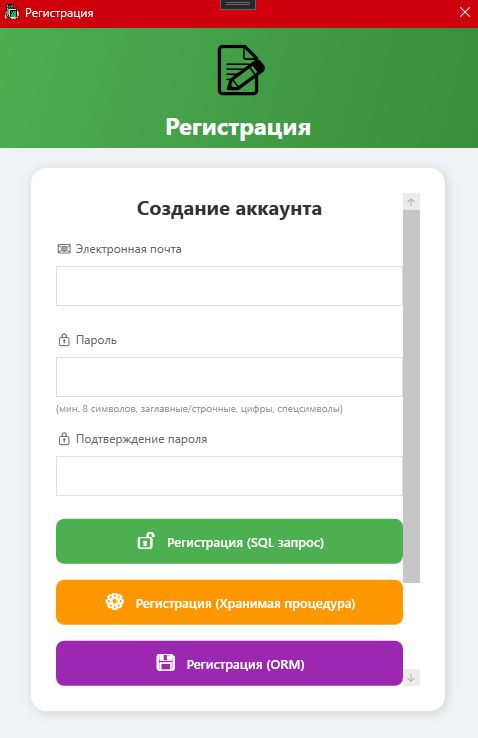 Регистрация
Регистрация
Создание аккаунта
Электронная почта
Пароль
(мин. 8 символов, заглавные/строчные, цифры, спецсимволы)
Подтверждение пароля
Регистрация (SQL запрос)
Регистрация (Хранимая процедура)
Регистрация (ORM)